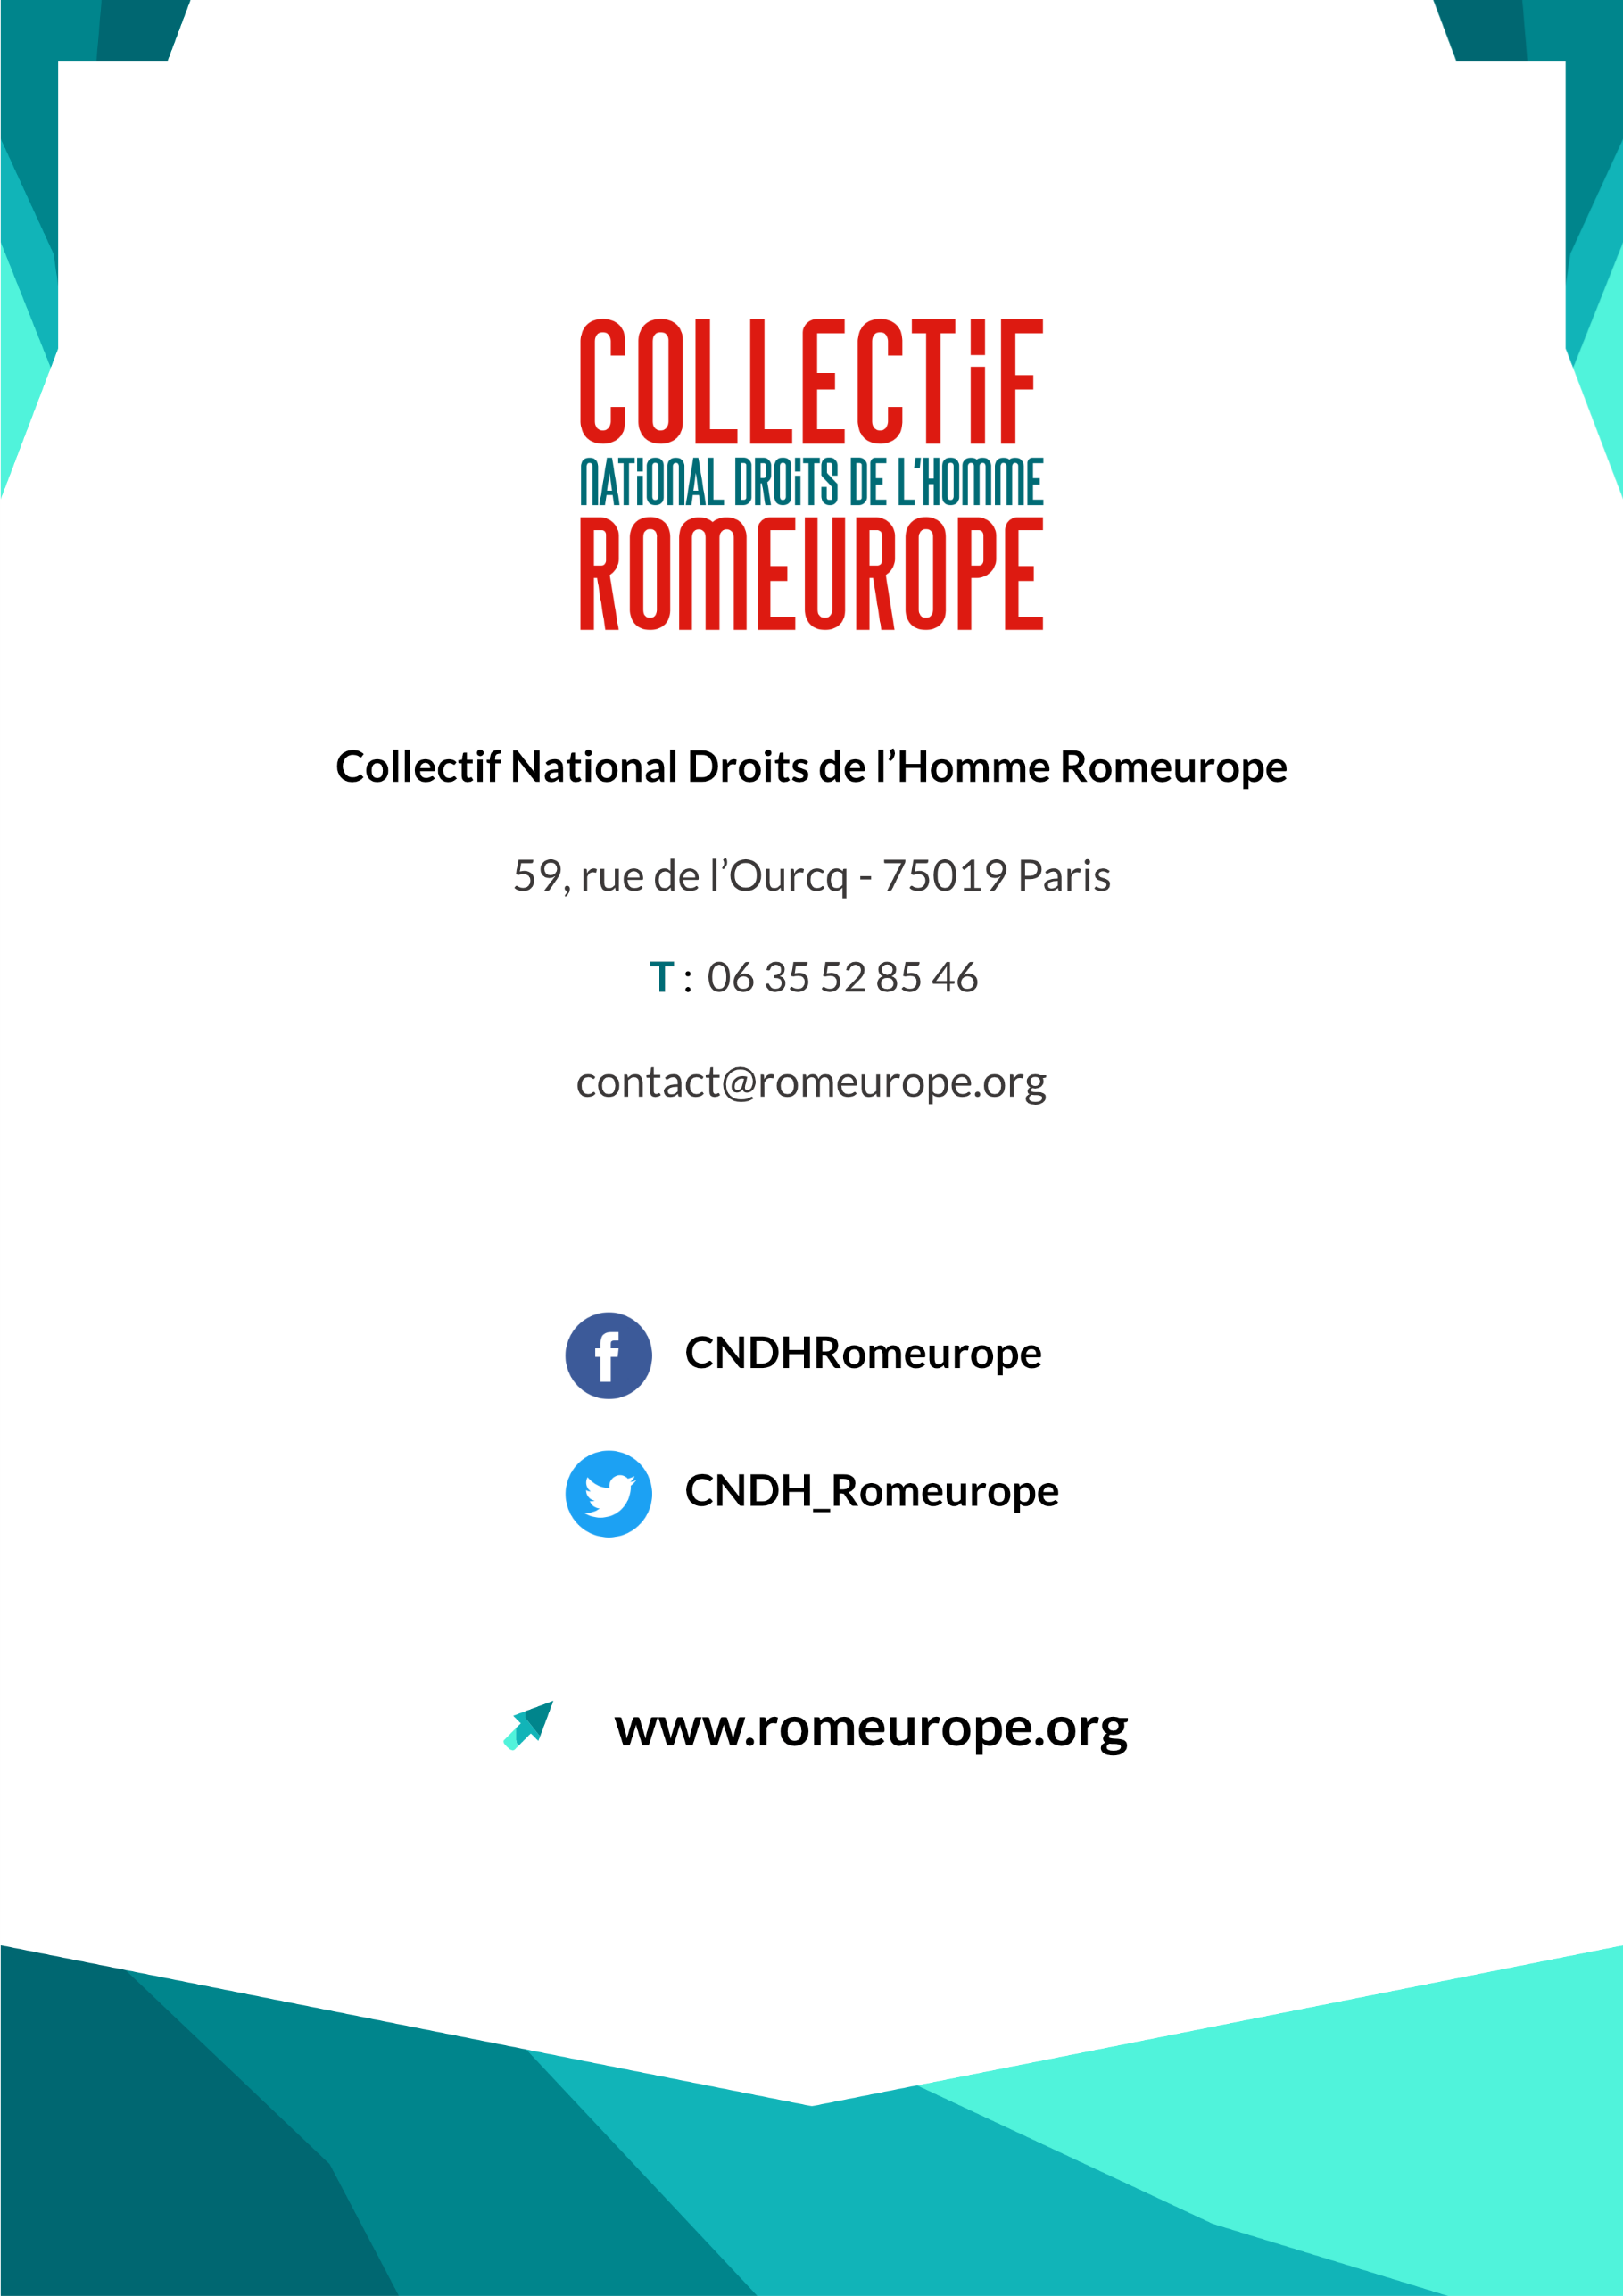 COLLECTiF
NATiONAL DROiTS DE L'HOMME
ROMEUROPE
Collectif National Droits de l’Homme Romeurope
59, rue de l’Ourcq - 75019 Paris
T : 06 35 52 85 46
contact@romeurope.org
CNDHRomeurope
CNDH_Romeurope
www.romeurope.org